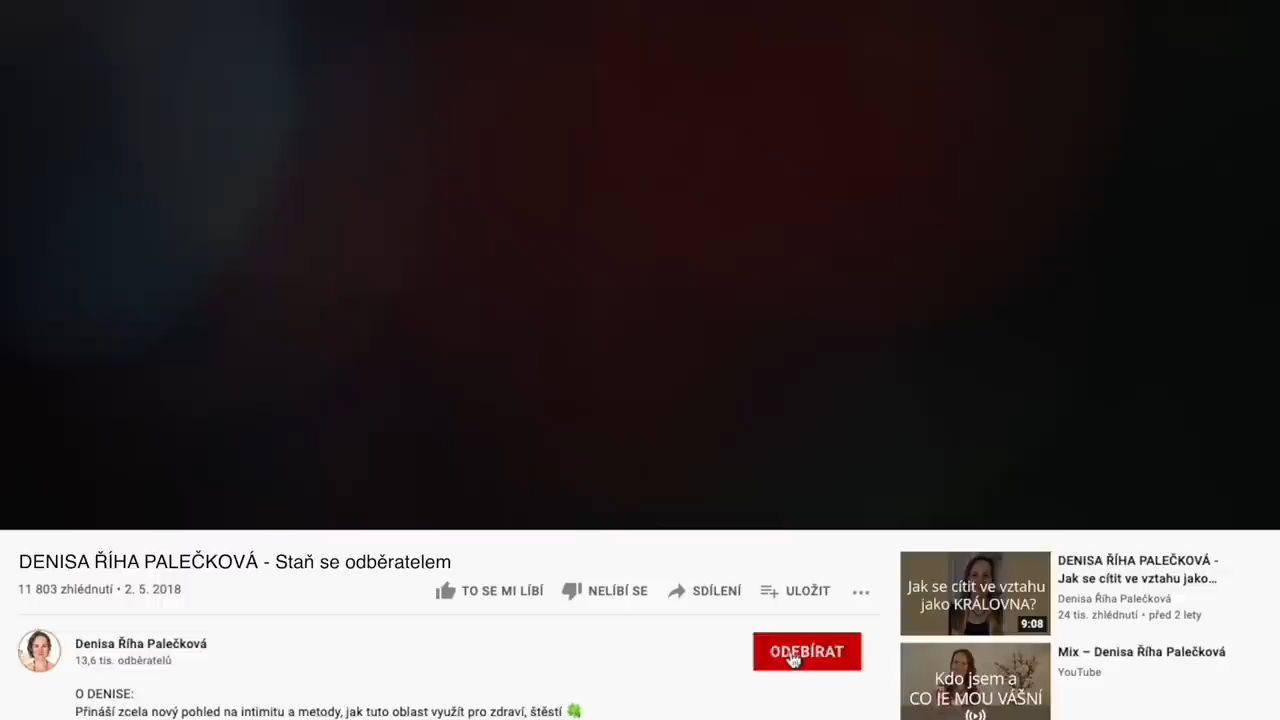 DENISA ŘÍHA PALEČKOVÁ - Staň se odběratelem
11 803 zhlédnutí • 2. 5. 2018
TO SE MI LÍBÍ
NELÍBÍ SE
SDÍLENÍ
ULOŽIT
Denisa Říha Palečková
13,6 tis. odběratelů
ODEBÍRAT
O DENISE:
Přináší zcela nový pohled na intimitu a metody, jak tuto oblast využít pro zdraví, štěstí 🍀
Jak se cítit ve vztahu
jako KRÁLOVNA?
9:08
DENISA ŘÍHA PALEČKOVÁ -
Jak se cítit ve vztahu jako...
Denisa Říha Palečková
24 tis. zhlédnutí • před 2 lety
Kdo jsem a
CO JE MOU VÁŠNÍ
Mix – Denisa Říha Palečková
YouTube